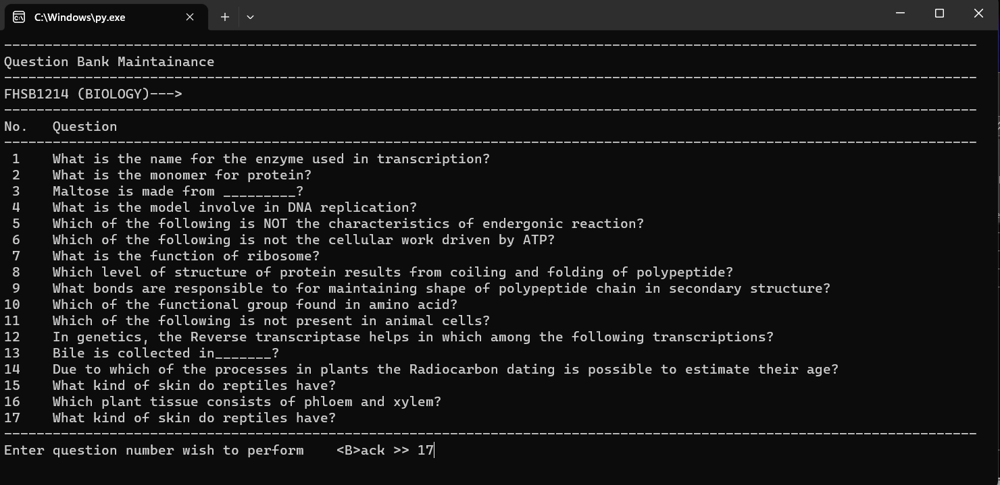 C:\Windows\py.exe
------------------------------------------------------------------------------------------------------------------------
Question Bank Maintainance
------------------------------------------------------------------------------------------------------------------------
FHSB1214 (BIOLOGY)--->
------------------------------------------------------------------------------------------------------------------------
No.   Question
------------------------------------------------------------------------------------------------------------------------
 1    What is the name for the enzyme used in transcription?
 2    What is the monomer for protein?
 3    Maltose is made from _________?
 4    What is the model involve in DNA replication?
 5    Which of the following is NOT the characteristics of endergonic reaction?
 6    Which of the following is not the cellular work driven by ATP?
 7    What is the function of ribosome?
 8    Which level of structure of protein results from coiling and folding of polypeptide?
 9    What bonds are responsible to for maintaining shape of polypeptide chain in secondary structure?
10    Which of the functional group found in amino acid?
11    Which of the following is not present in animal cells?
12    In genetics, the Reverse transcriptase helps in which among the following transcriptions?
13    Bile is collected in_______?
14    Due to which of the processes in plants the Radiocarbon dating is possible to estimate their age?
15    What kind of skin do reptiles have?
16    Which plant tissue consists of phloem and xylem?
17    What kind of skin do reptiles have?
------------------------------------------------------------------------------------------------------------------------
Enter question number wish to perform    <B>ack >> 17